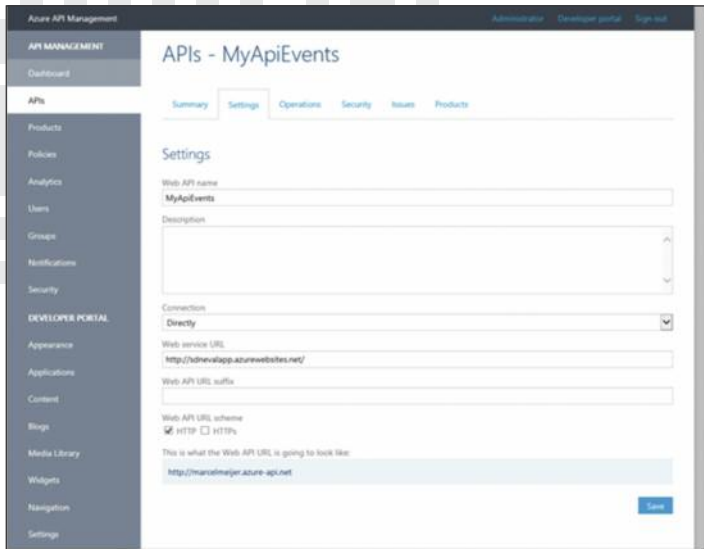 Azure API Management
Administrator Developer portal Sign out
API MANAGEMENT
Dashboard
APIs
Products
Policies
Analytics
Users
Groups
Notifications
Security
DEVELOPER PORTAL
Appearance
Applications
Content
Blogs
Media Library
Widgets
Navigation
Settings
APIs - MyApiEvents
Summary Settings Operations Security Issues Products
Settings
Web API name
MyApiEvents
Description
Connection
Directly
Web service URL
http://sdnevalapp.azurewebsites.net/
Web API URL suffix
Web API URL scheme
HTTP HTTPs
This is what the Web API URL is going to look like:
http://marcelmeijer.azure-api.net
Save